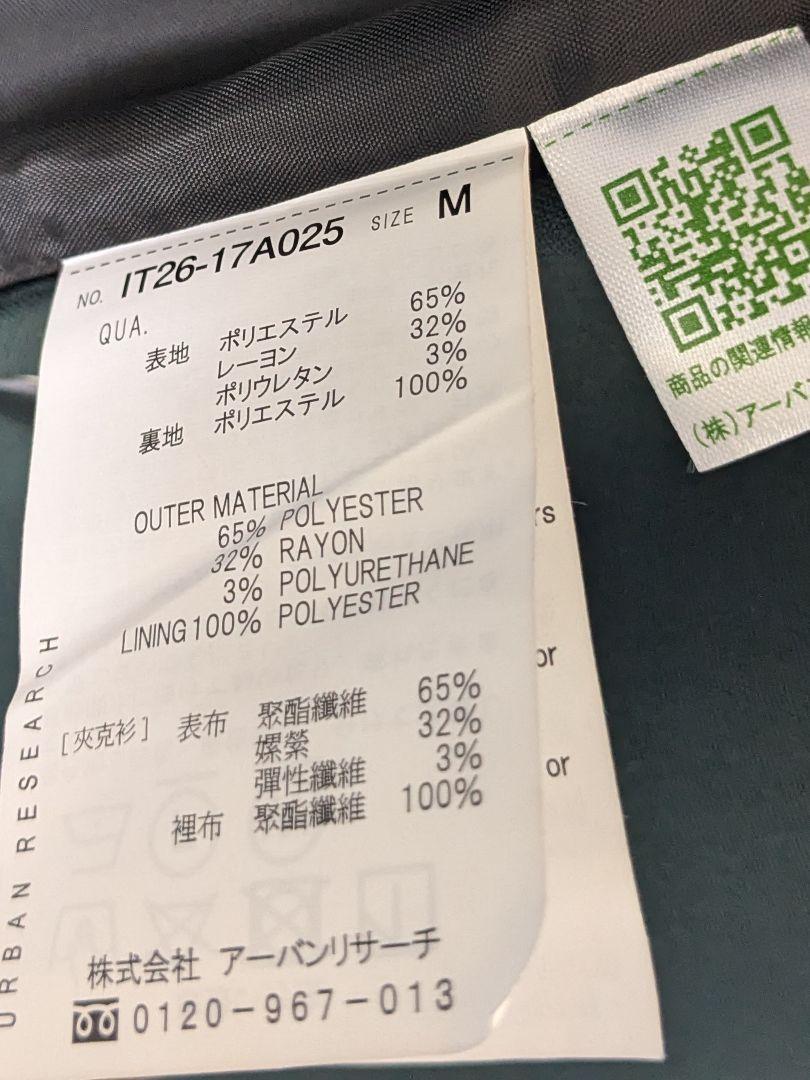 NO. IT26-17A025 SIZE M
QUA.
表地 ポリエステル 65%
レーヨン 32%
ポリウレタン 3%
裏地 ポリエステル 100%
OUTER MATERIAL
65% POLYESTER
32% RAYON
3% POLYURETHANE
LINING100% POLYESTER
[夾克衫] 表布 聚酯纖維 65%
嫘縈 32%
彈性纖維 3%
裡布 聚酯纖維 100%
株式会社 アーバンリサーチ
0120-967-013
URBAN RESEARCH
商品の関連情報
(株)アーバン
rs
or
or